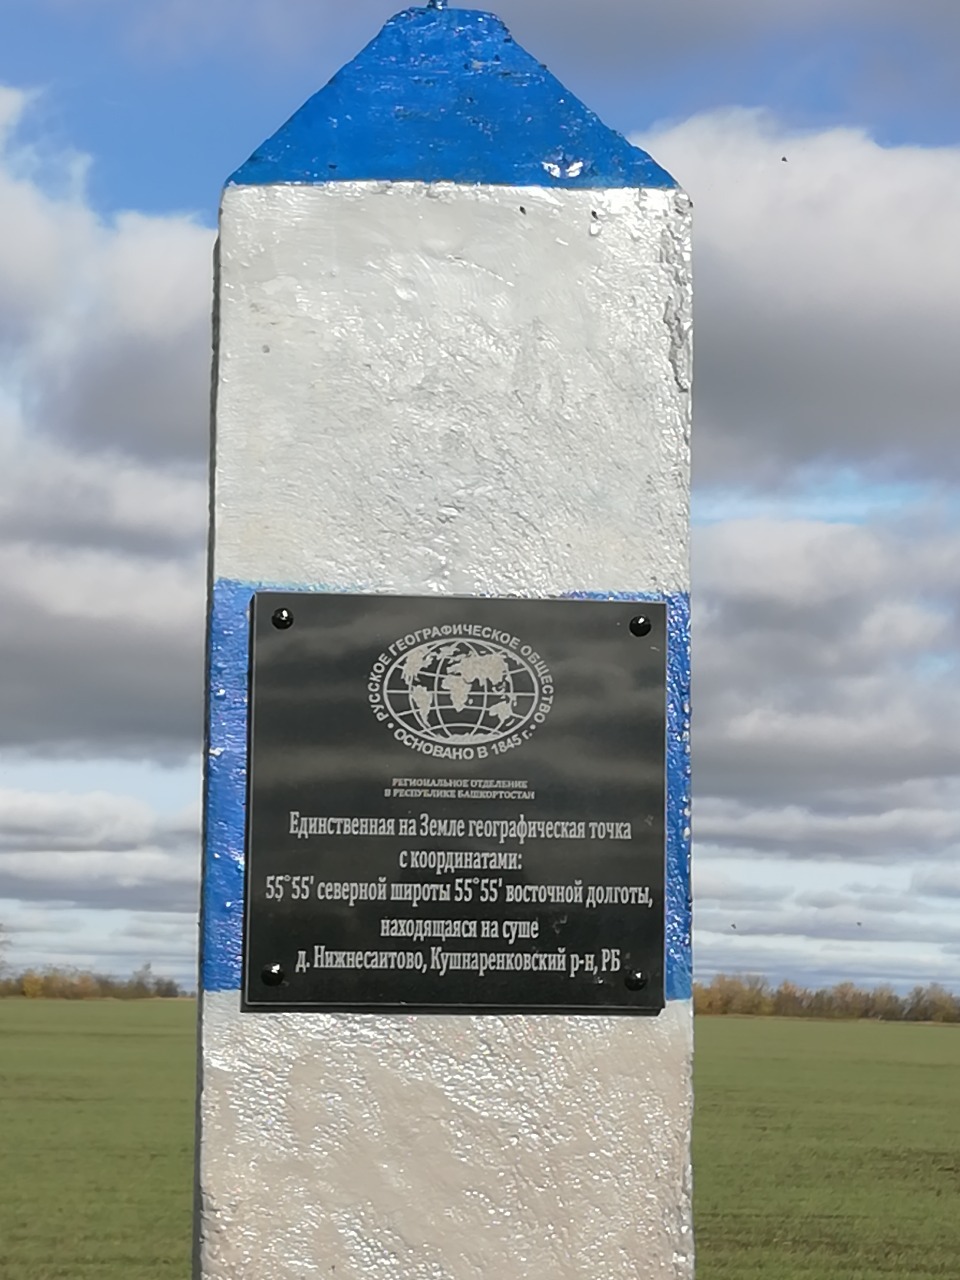 РУССКОЕ ГЕОГРАФИЧЕСКОЕ ОБЩЕСТВО
• ОСНОВАНО В 1845 г. •
РЕГИОНАЛЬНОЕ ОТДЕЛЕНИЕ
В РЕСПУБЛИКЕ БАШКОРТОСТАН
Единственная на Земле географическая точка
с координатами:
55°55' северной широты 55°55' восточной долготы,
находящаяся на суше
д. Нижнесаитово, Кушнаренковский р-н, РБ